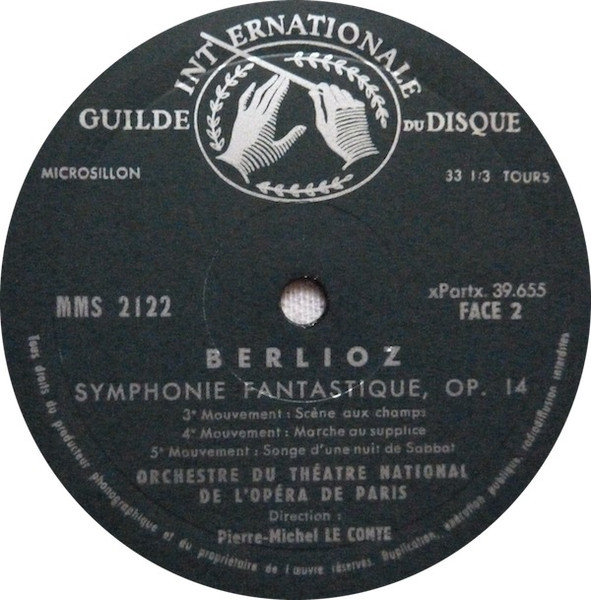 GUILDE INTERNATIONALE DU DISQUE
MICROSILLON
33 1/3 TOURS
MMS 2122
xPartx. 39.655
FACE 2
BERLIOZ
SYMPHONIE FANTASTIQUE, OP. 14
3e Mouvement : Scène aux champs
4e Mouvement : Marche au supplice
5e Mouvement : Songe d'une nuit de Sabbat
ORCHESTRE DU THÉATRE NATIONAL
DE L'OPÉRA DE PARIS
Direction :
Pierre-Michel LE CONTE
Tous droits du producteur phonographique et du propriétaire de l'œuvre réservés. Duplication, exécution publique, radiodiffusion interdites